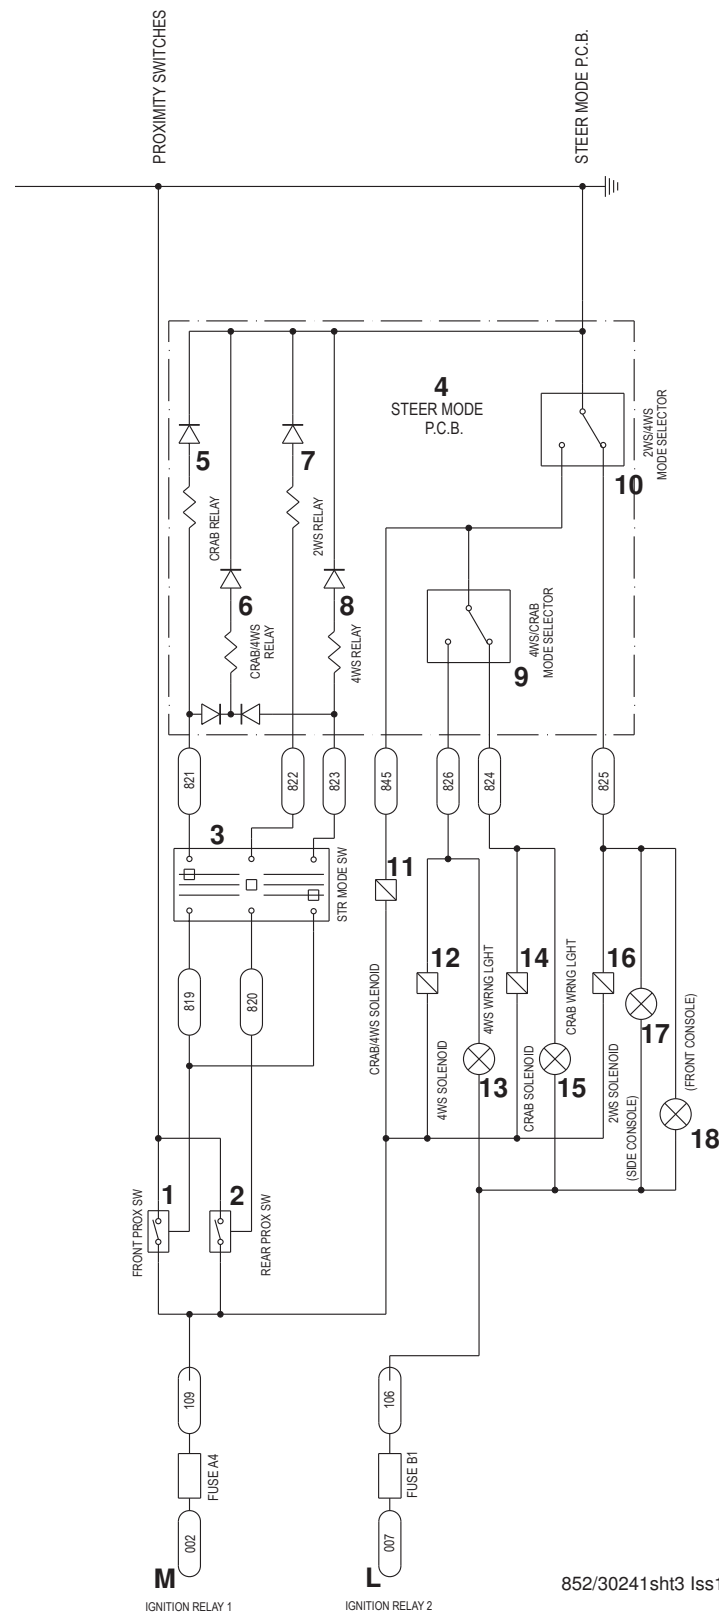 PROXIMITY SWITCHES
STEER MODE P.C.B.
4
STEER MODE
P.C.B.
2WS/4WS
MODE SELECTOR
10
5
7
CRAB RELAY
2WS RELAY
6
8
CRAB/4WS
RELAY
4WS RELAY
4WS/CRAB
MODE SELECTOR
9
821
822
823
845
826
824
825
3
STR MODE SW
11
819
820
CRAB/4WS SOLENOID
12
4WS WRNG LGHT
14
CRAB WRNG LGHT
16
17
(FRONT CONSOLE)
4WS SOLENOID
13
CRAB SOLENOID
15
2WS SOLENOID
(SIDE CONSOLE)
18
1
2
FRONT PROX SW
REAR PROX SW
109
106
FUSE A4
FUSE B1
002
007
M
L
IGNITION RELAY 1
IGNITION RELAY 2
852/30241sht3 Iss1